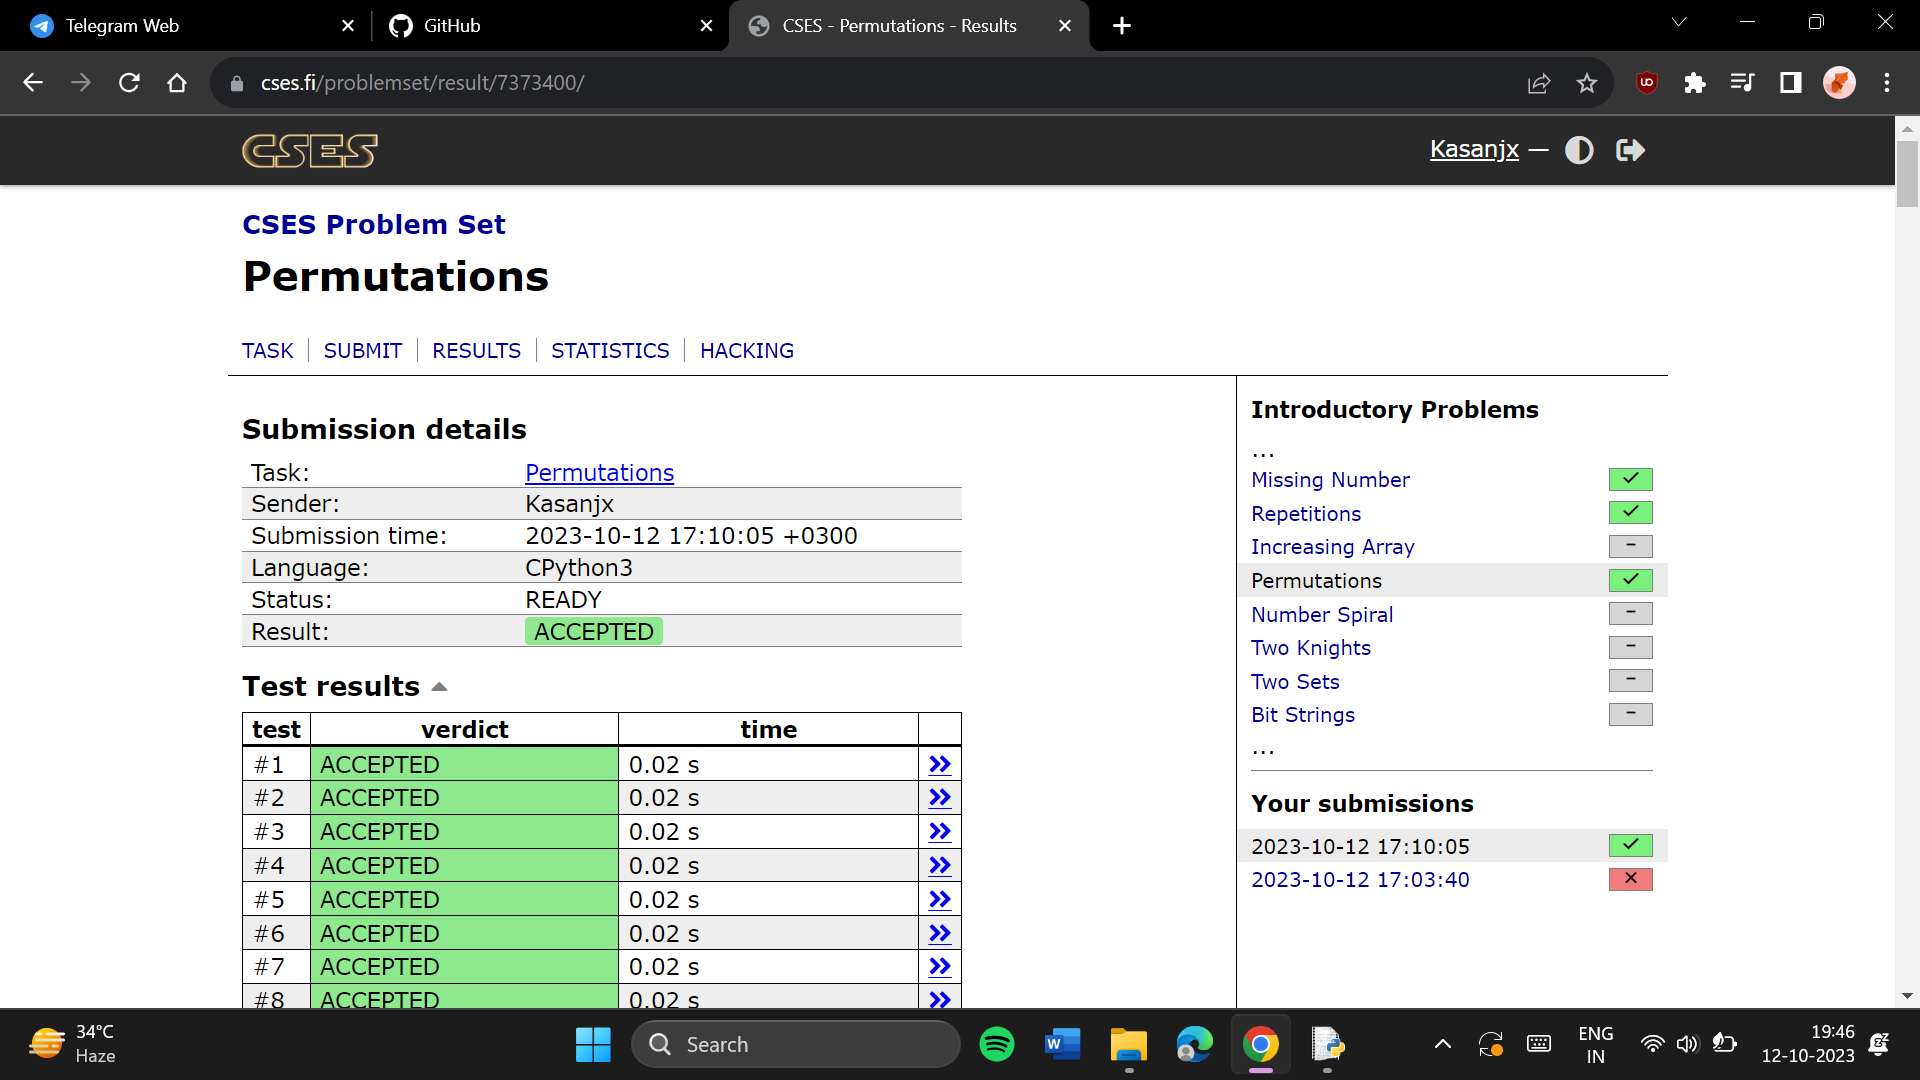 Telegram Web
GitHub
CSES - Permutations - Results
cses.fi/problemset/result/7373400/
CSES
Kasanjx —
CSES Problem Set
Permutations
TASK | SUBMIT | RESULTS | STATISTICS | HACKING
Submission details
Task: Permutations
Sender: Kasanjx
Submission time: 2023-10-12 17:10:05 +0300
Language: CPython3
Status: READY
Result: ACCEPTED
Test results
test verdict time
#1 ACCEPTED 0.02 s »
#2 ACCEPTED 0.02 s »
#3 ACCEPTED 0.02 s »
#4 ACCEPTED 0.02 s »
#5 ACCEPTED 0.02 s »
#6 ACCEPTED 0.02 s »
#7 ACCEPTED 0.02 s »
#8 ACCEPTED 0.02 s »
Introductory Problems
...
Missing Number
Repetitions
Increasing Array –
Permutations
Number Spiral –
Two Knights –
Two Sets –
Bit Strings –
...
Your submissions
2023-10-12 17:10:05
2023-10-12 17:03:40
34°C
Haze
Search
ENG
IN
19:46
12-10-2023